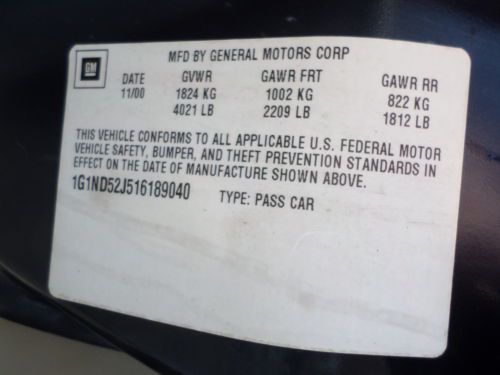 GM
MFD BY GENERAL MOTORS CORP
DATE GVWR GAWR FRT GAWR RR
11/00 1824 KG 1002 KG 822 KG
4021 LB 2209 LB 1812 LB
THIS VEHICLE CONFORMS TO ALL APPLICABLE U.S. FEDERAL MOTOR
VEHICLE SAFETY, BUMPER, AND THEFT PREVENTION STANDARDS IN
EFFECT ON THE DATE OF MANUFACTURE SHOWN ABOVE.
1G1ND52J516189040 TYPE: PASS CAR